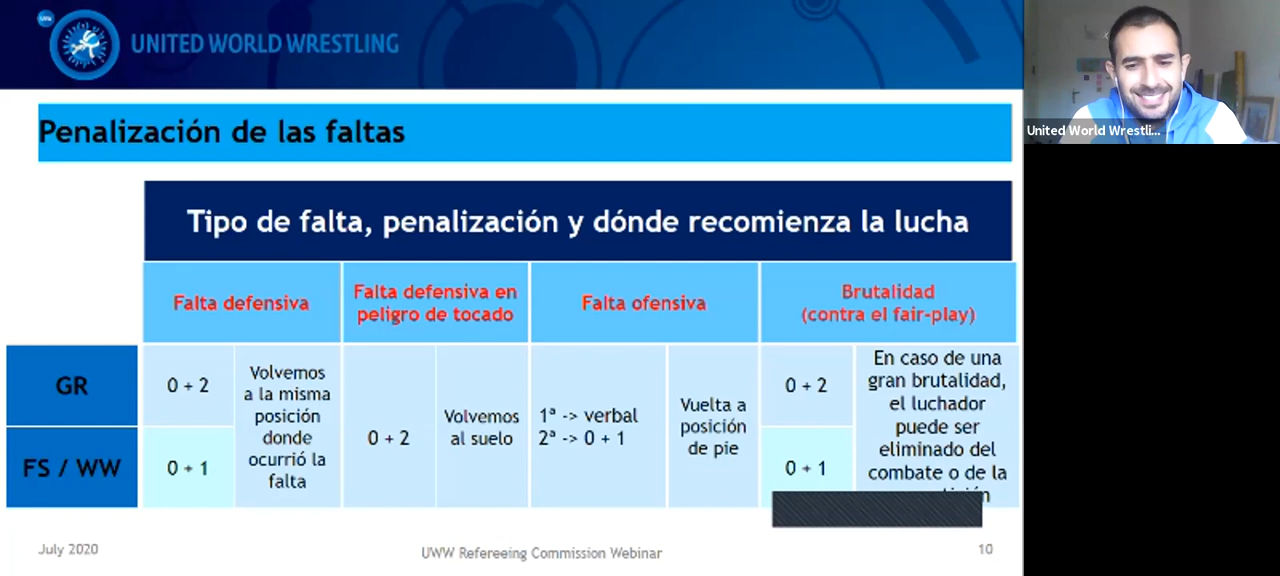 UWW
UNITED WORLD WRESTLING
United World Wrestli...
Penalización de las faltas
Tipo de falta, penalización y dónde recomienza la lucha
Falta defensiva
Falta defensiva en
peligro de tocado
Falta ofensiva
Brutalidad
(contra el fair-play)
GR
0 + 2
Volvemos
a la misma
posición
donde
ocurrió la
falta
0 + 2
Volvemos
al suelo
1ª -> verbal
2ª -> 0 + 1
Vuelta a
posición
de pie
0 + 2
En caso de una
gran brutalidad,
el luchador
puede ser
eliminado del
combate o de la
FS / WW
0 + 1
0 + 1
July 2020
UWW Refereeing Commission Webinar
10